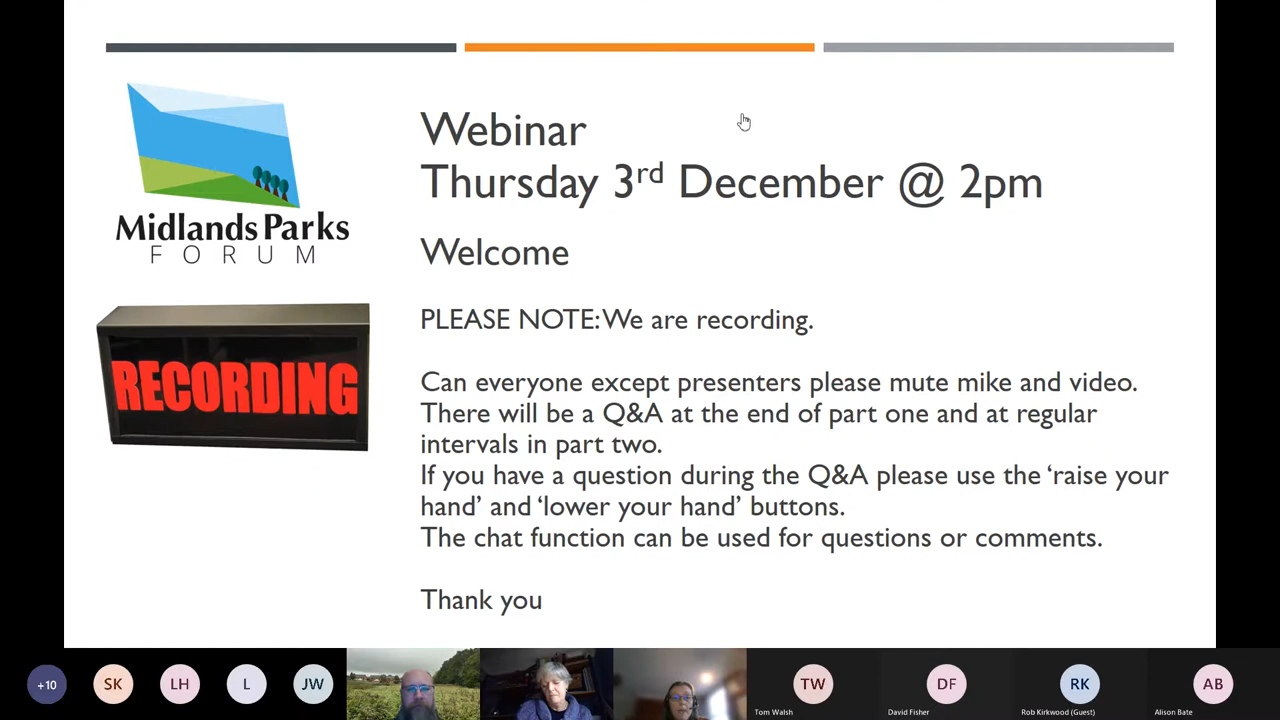 Webinar
Thursday 3rd December @ 2pm
Midlands Parks
FORUM
Welcome
RECORDING
PLEASE NOTE: We are recording.
Can everyone except presenters please mute mike and video.
There will be a Q&A at the end of part one and at regular
intervals in part two.
If you have a question during the Q&A please use the ‘raise your
hand’ and ‘lower your hand’ buttons.
The chat function can be used for questions or comments.
Thank you
+10
SK
LH
L
JW
TW
Tom Walsh
DF
David Fisher
RK
Rob Kirkwood (Guest)
AB
Alison Bate